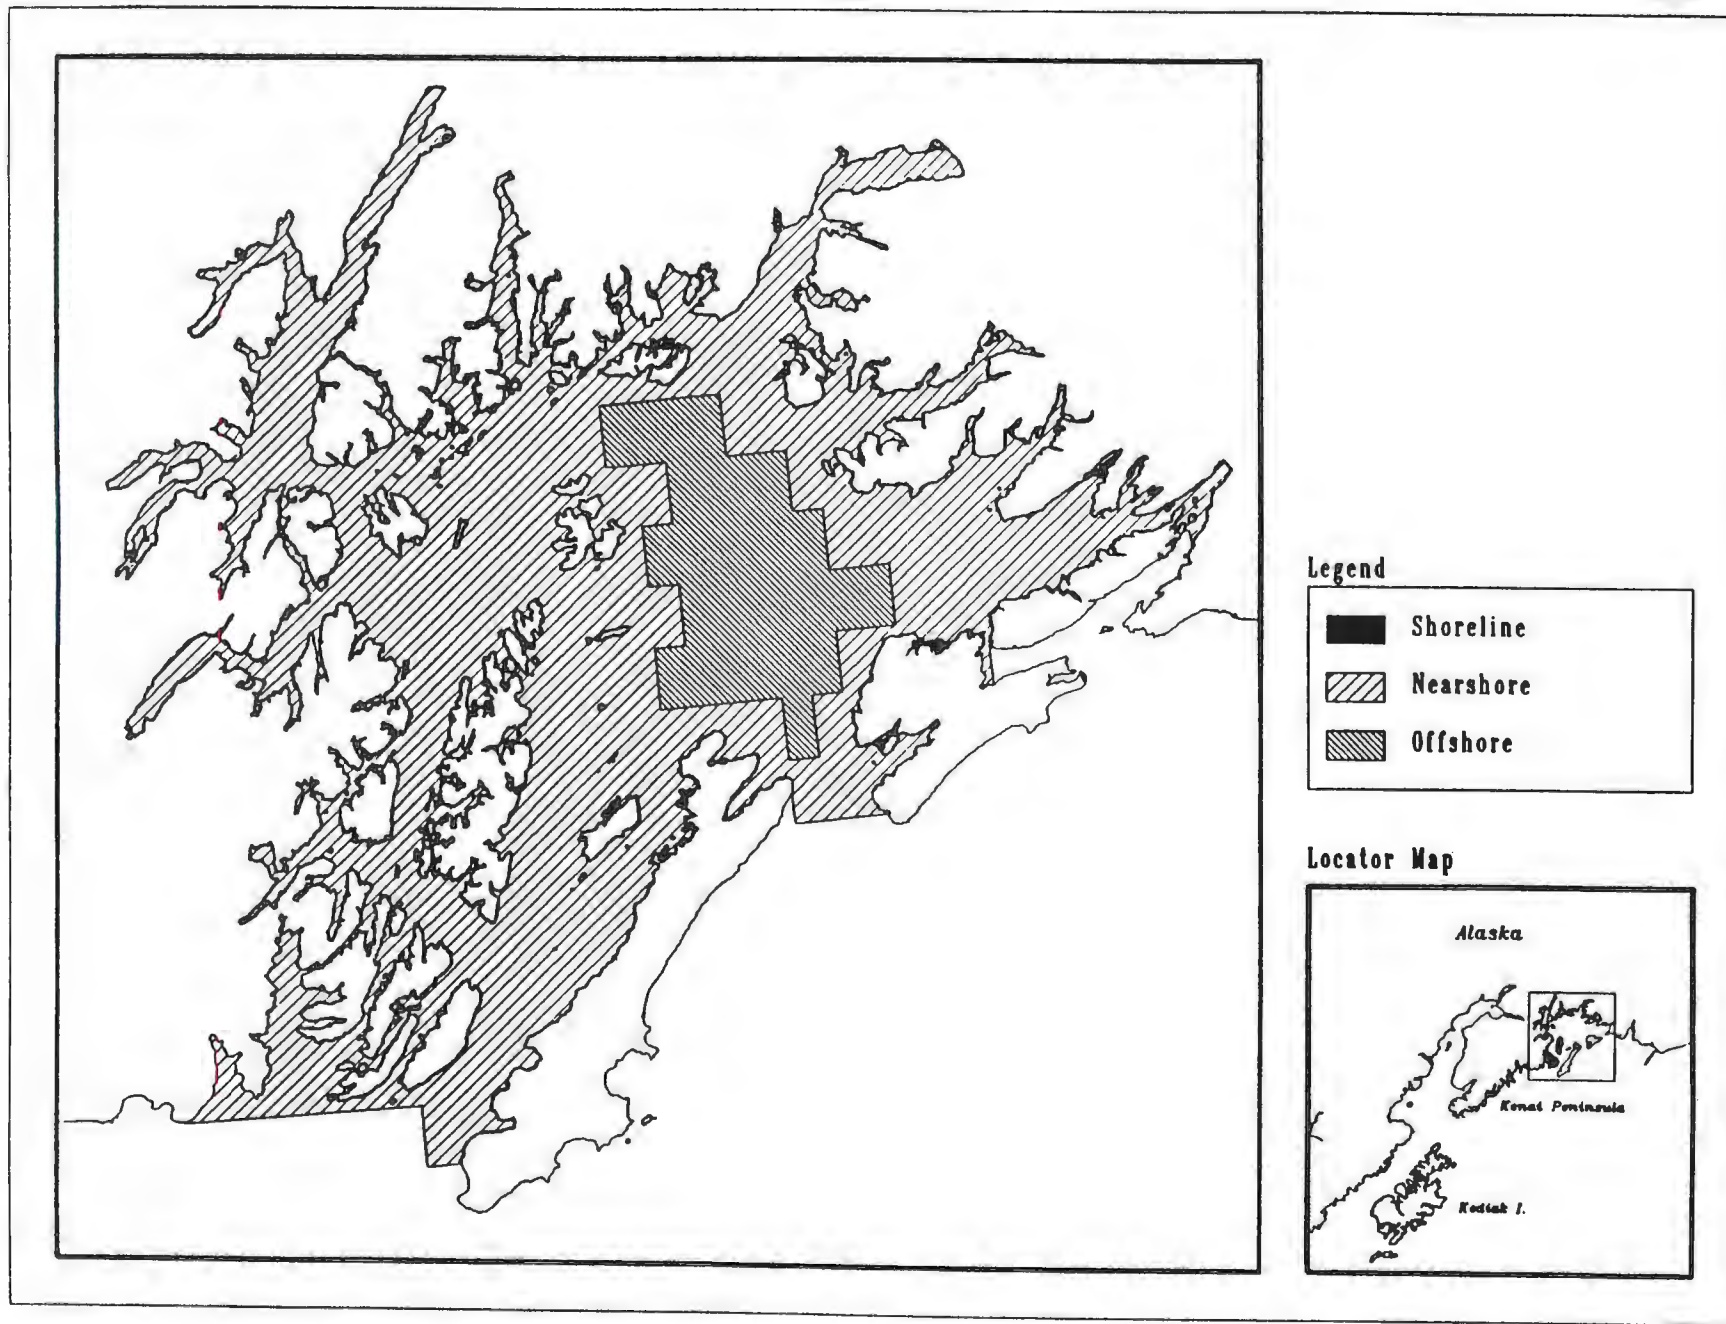 Legend
Shoreline
Nearshore
Offshore
Locator Map
Alaska
Kenai Peninsula
Kodiak I.